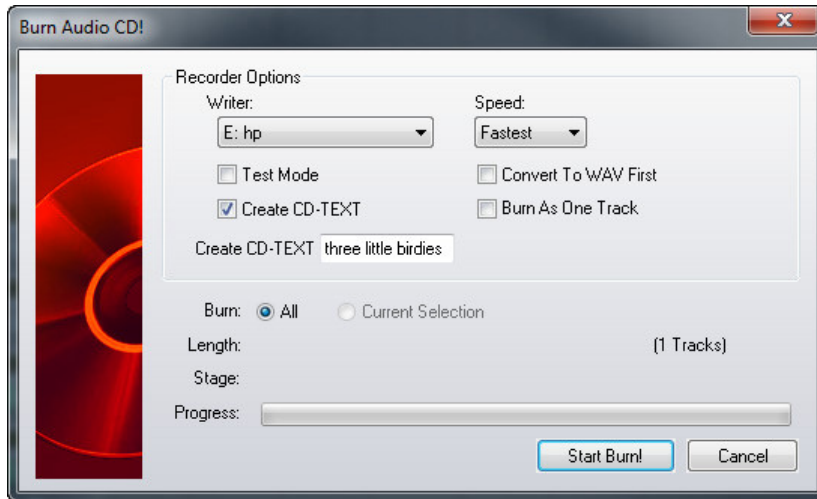 Burn Audio CD!
Recorder Options
Writer: Speed:
E: hp Fastest
Test Mode Convert To WAV First
Create CD-TEXT Burn As One Track
Create CD-TEXT three little birdies
Burn: All Current Selection
Length: (1 Tracks)
Stage:
Progress:
Start Burn! Cancel